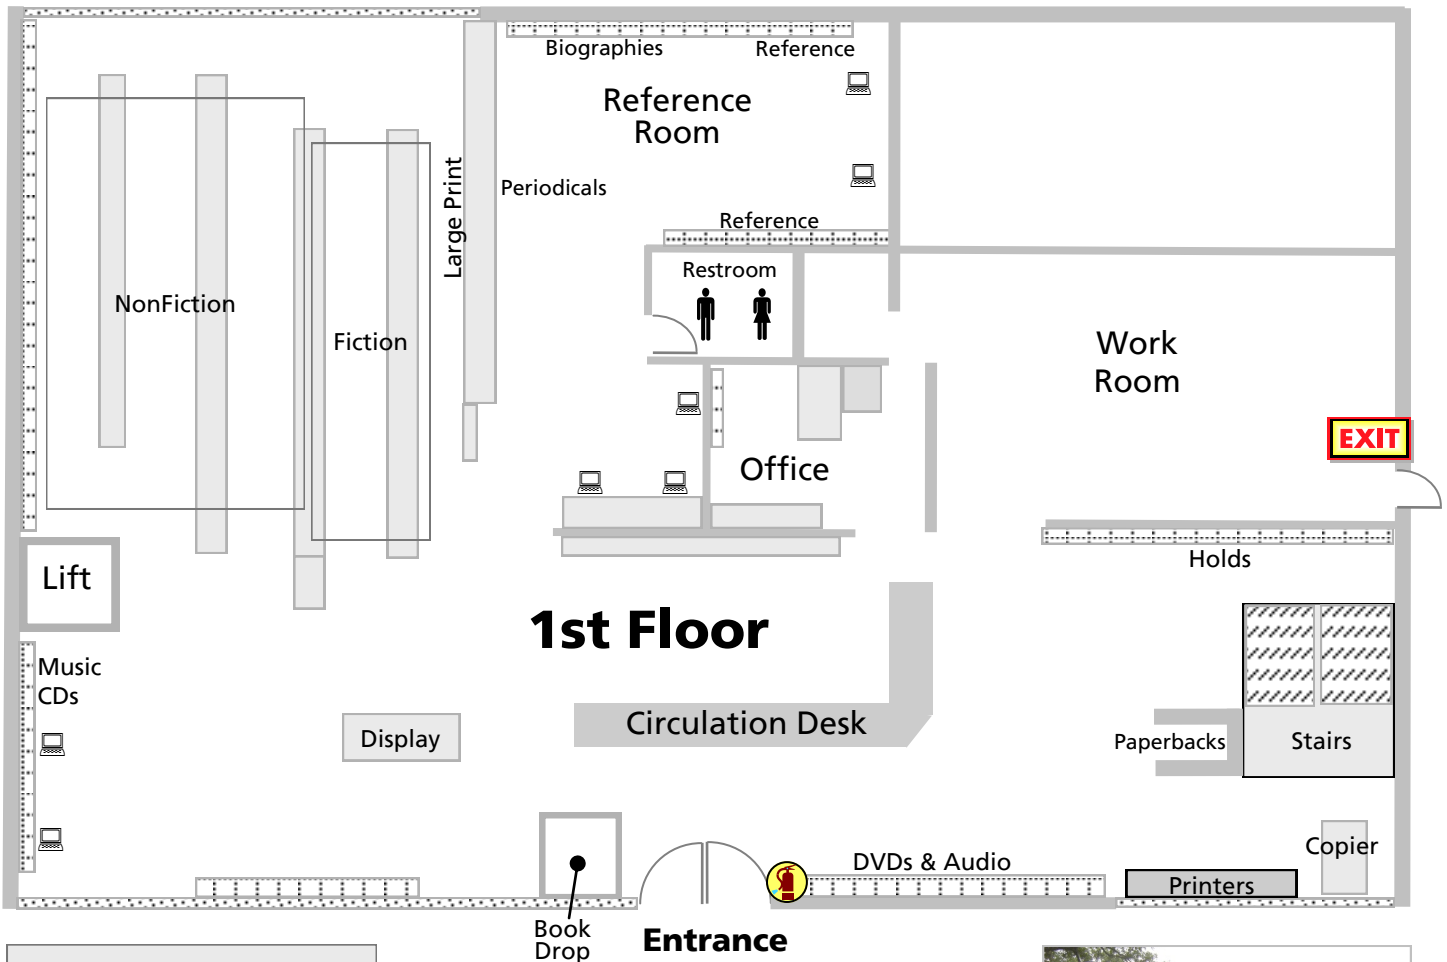 Biographies
Reference
Reference
Room
Large Print
Periodicals
Reference
Restroom
NonFiction
Fiction
Work
Room
EXIT
Office
Holds
Lift
1st Floor
Music
CDs
Circulation Desk
Display
Paperbacks
Stairs
Copier
DVDs & Audio
Printers
Book
Drop
Entrance